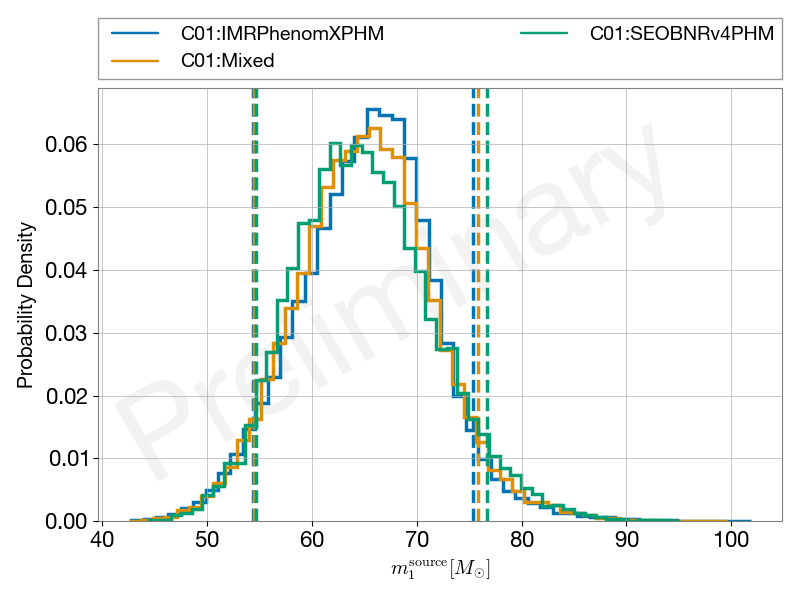 C01:IMRPhenomXPHM
C01:Mixed
C01:SEOBNRv4PHM
Preliminary
Probability Density
0.06
0.05
0.04
0.03
0.02
0.01
0.00
40 50 60 70 80 90 100
m₁^source [M☉]